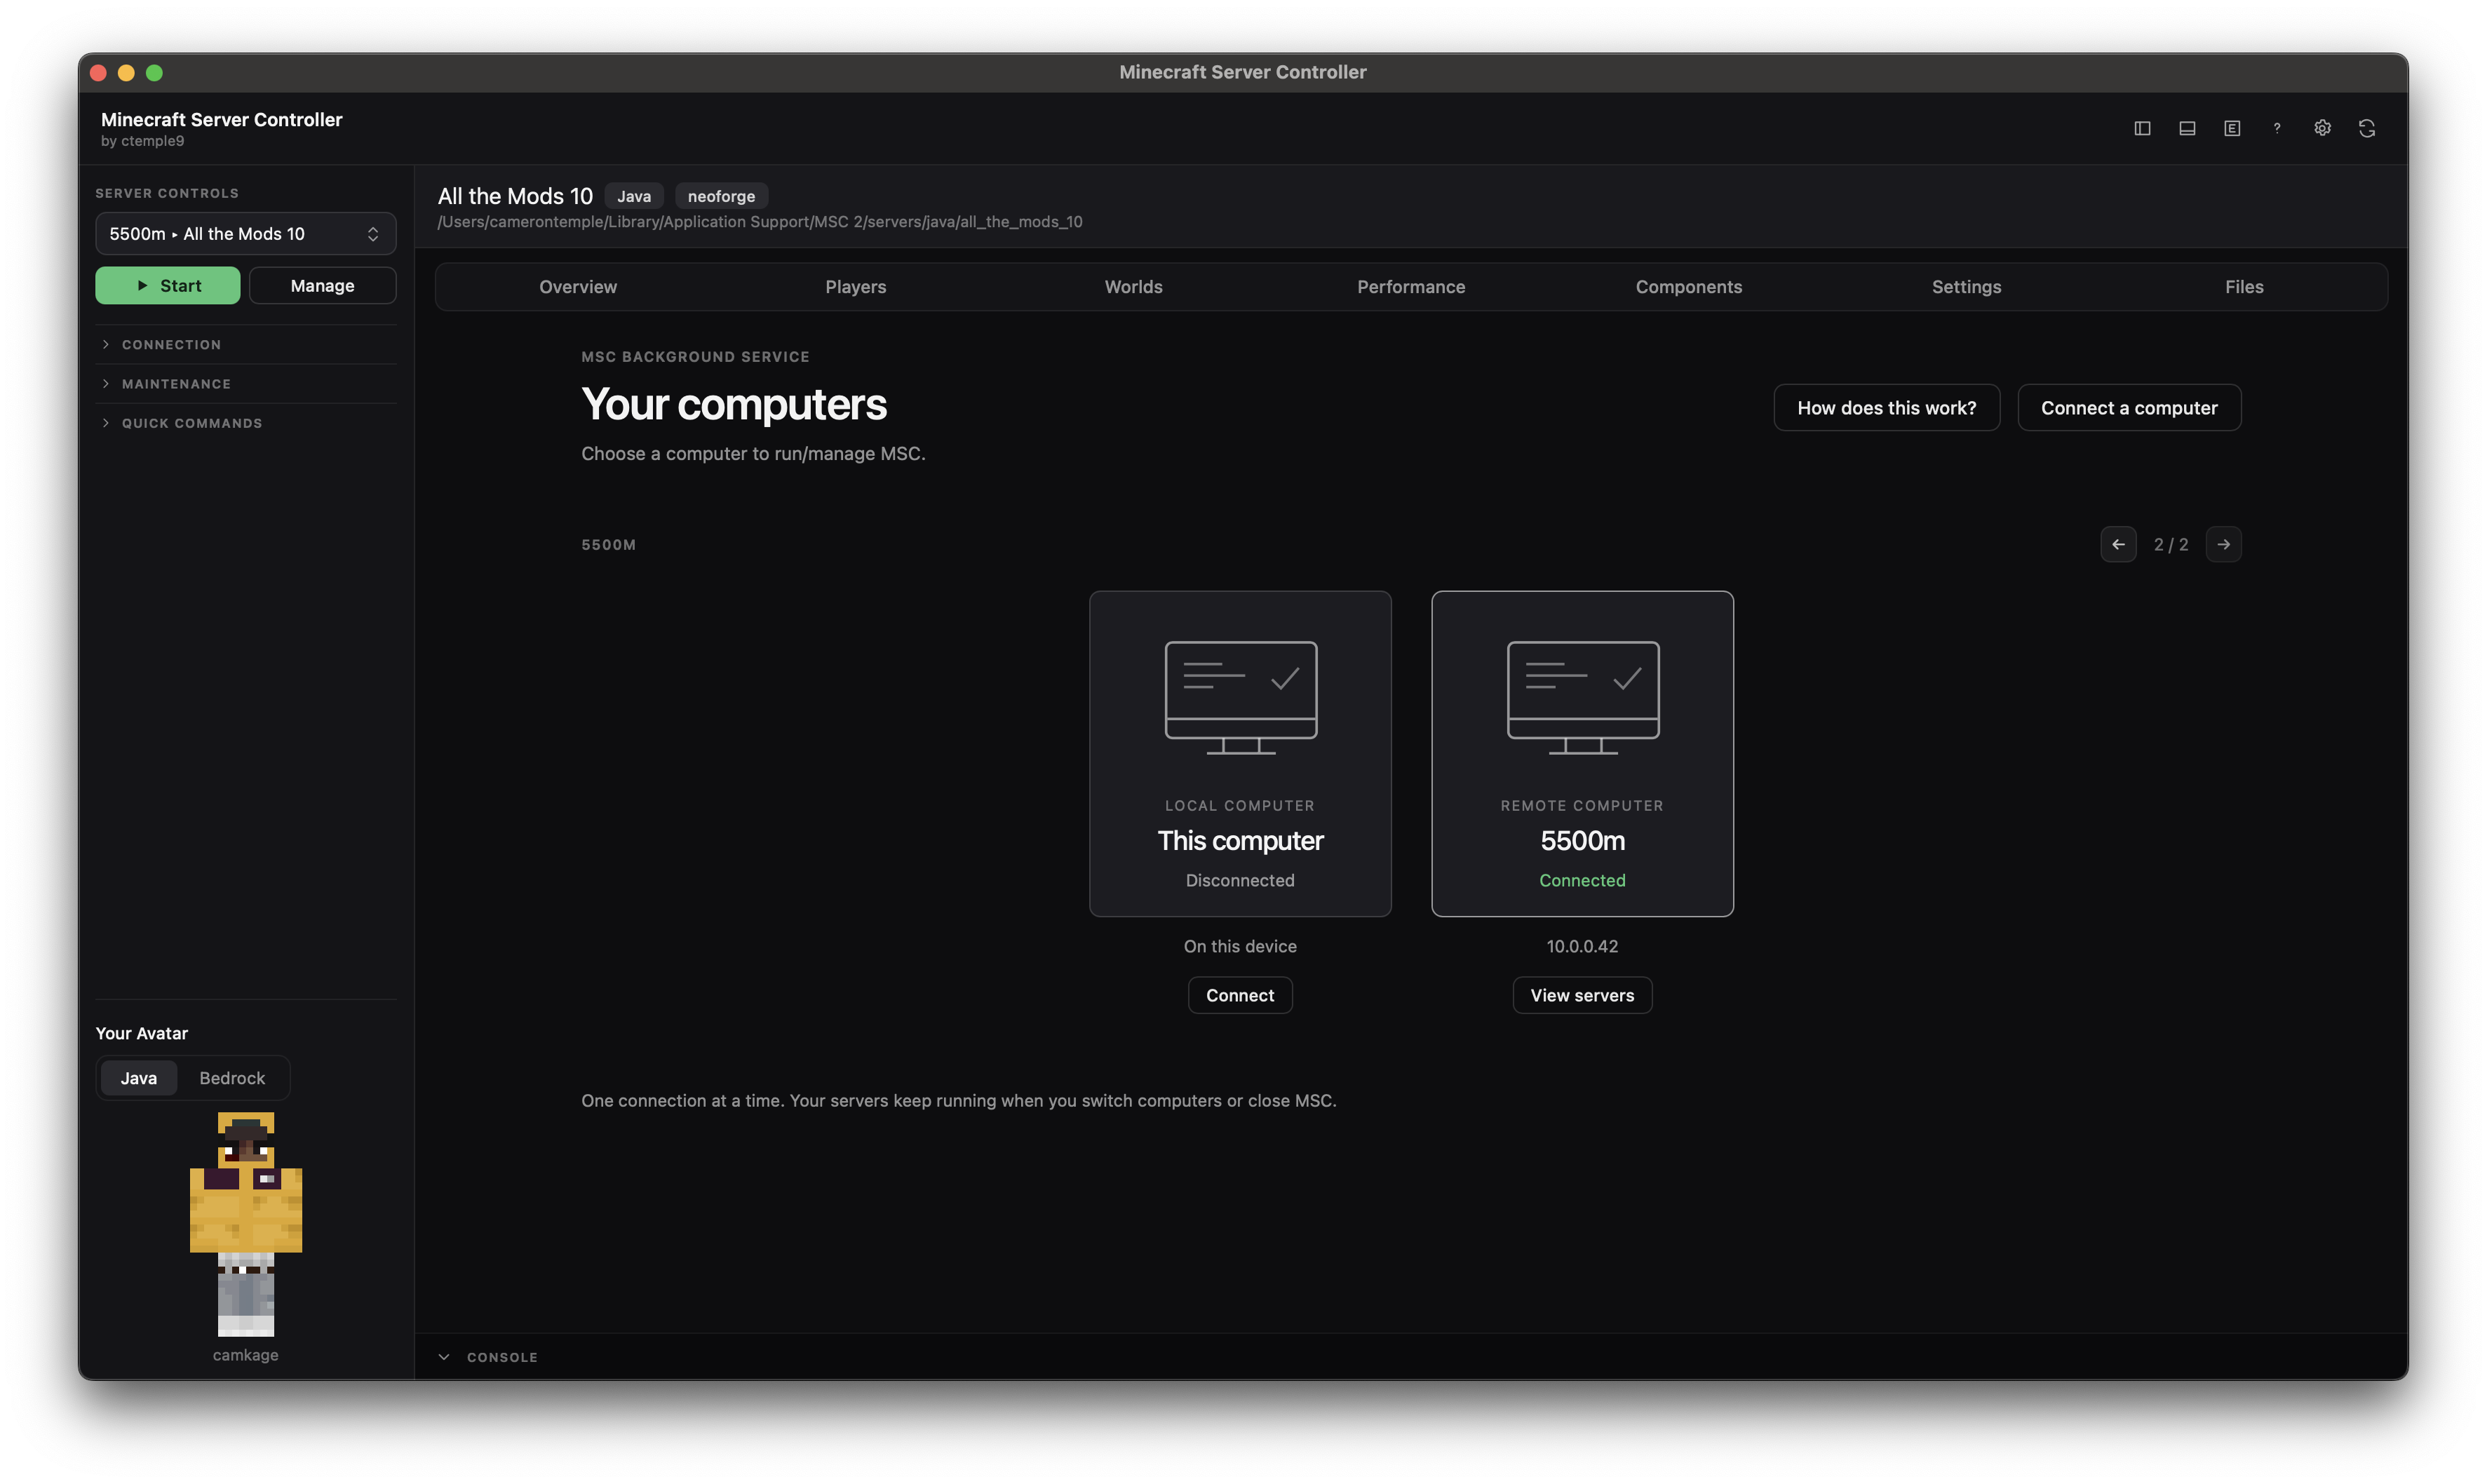 Minecraft Server Controller
Minecraft Server Controller
by ctemple9
SERVER CONTROLS
5500m ▸ All the Mods 10
Start
Manage
CONNECTION
MAINTENANCE
QUICK COMMANDS
Your Avatar
Java
Bedrock
camkage
All the Mods 10
Java
neoforge
/Users/camerontemple/Library/Application Support/MSC 2/servers/java/all_the_mods_10
Overview
Players
Worlds
Performance
Components
Settings
Files
MSC BACKGROUND SERVICE
Your computers
Choose a computer to run/manage MSC.
How does this work?
Connect a computer
5500M
2 / 2
LOCAL COMPUTER
This computer
Disconnected
On this device
Connect
REMOTE COMPUTER
5500m
Connected
10.0.0.42
View servers
One connection at a time. Your servers keep running when you switch computers or close MSC.
CONSOLE